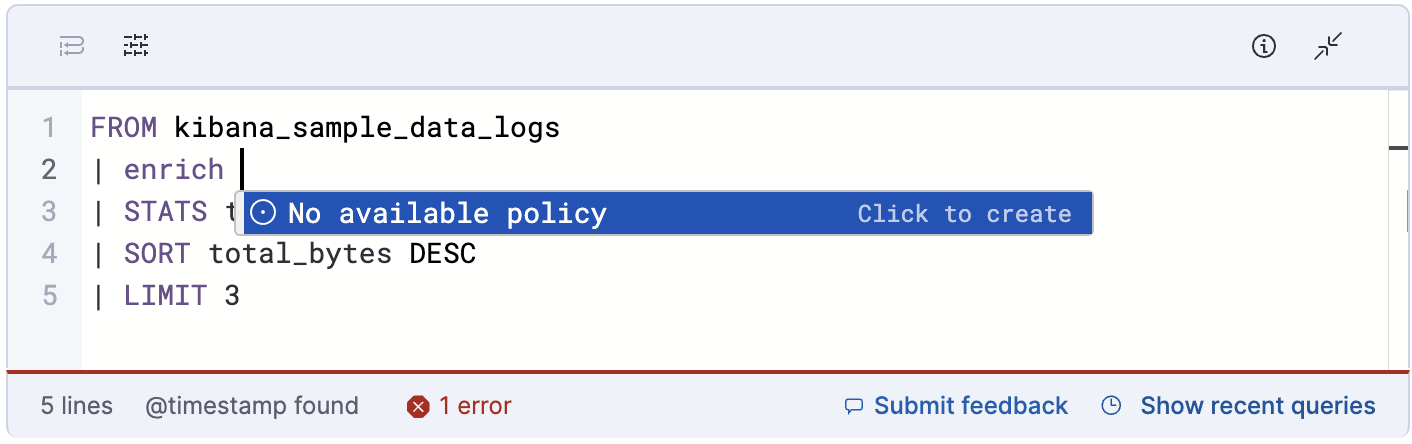 1 FROM kibana_sample_data_logs
2 | enrich
No available policy Click to create
3 | STATS t
4 | SORT total_bytes DESC
5 | LIMIT 3
5 lines @timestamp found 1 error Submit feedback Show recent queries